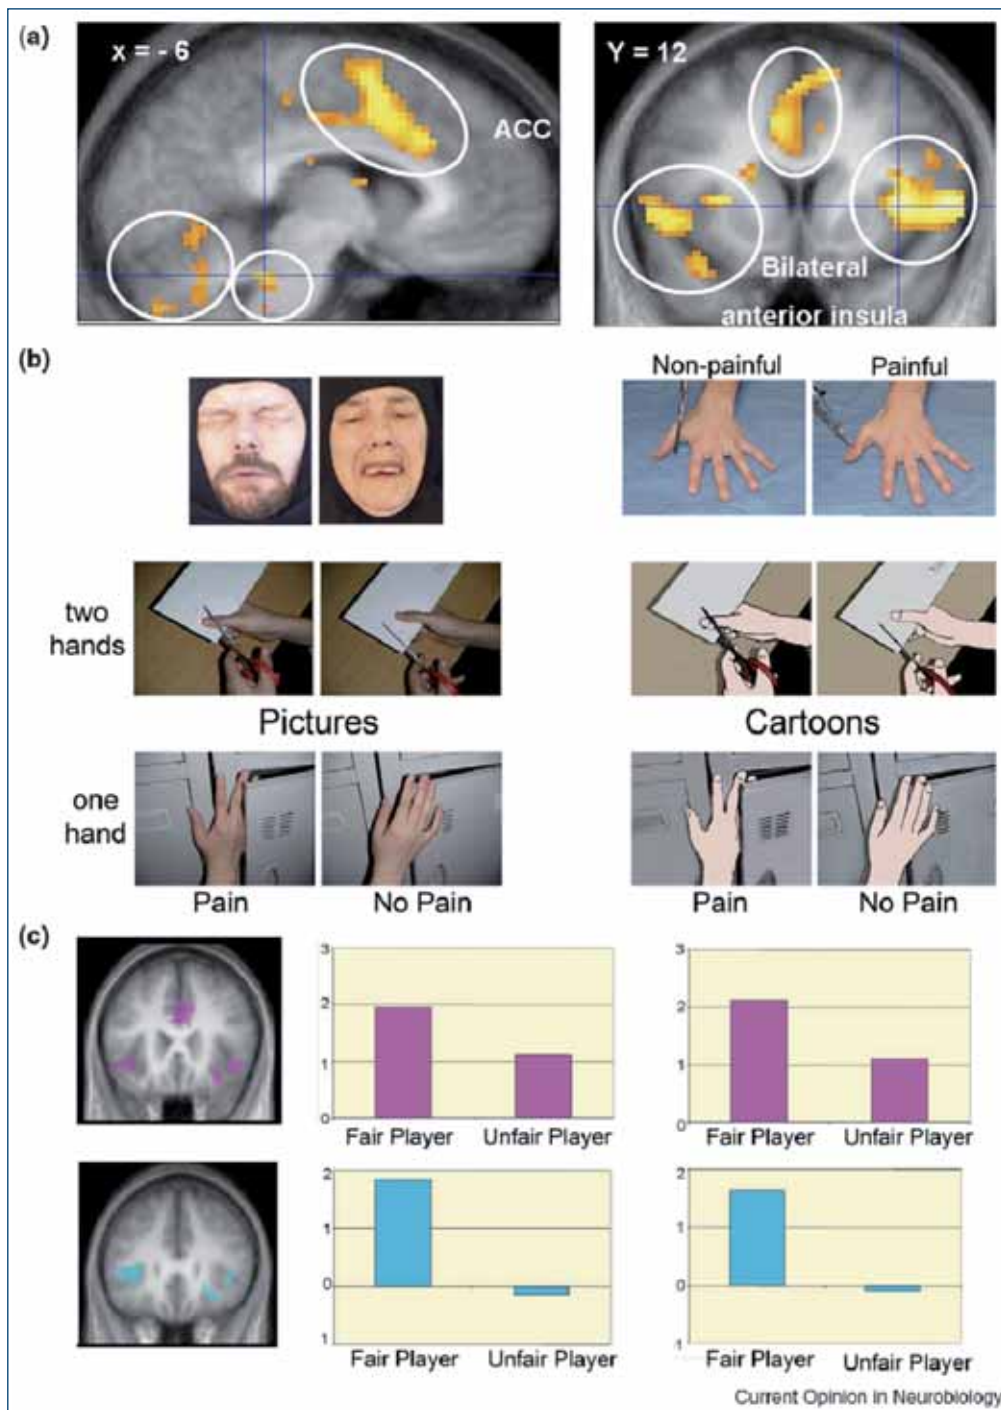 (a)
x = - 6
ACC
Y = 12
Bilateral
anterior insula
(b)
Non-painful Painful
two
hands
Pictures Cartoons
one
hand
Pain No Pain Pain No Pain
(c)
3
2
1
0
Fair Player Unfair Player
3
2
1
0
Fair Player Unfair Player
2
1
0
1
Fair Player Unfair Player
2
1
0
-1
Fair Player Unfair Player
Current Opinion in Neurobiology